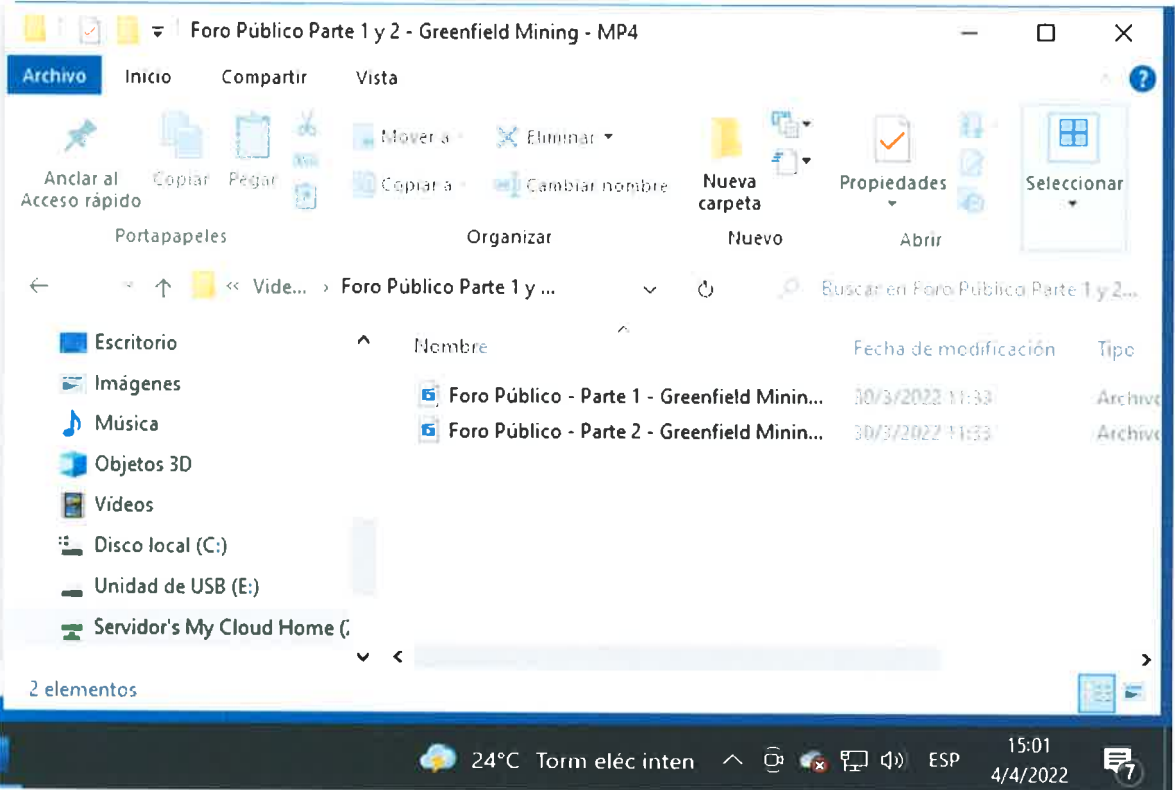 Foro Público Parte 1 y 2 - Greenfield Mining - MP4
Archivo Inicio Compartir Vista
Mover a Eliminar
Anclar al Acceso rápido Copiar Pegar Copiar a Cambiar nombre Nueva carpeta Propiedades Seleccionar
Portapapeles Organizar Nuevo Abrir
« Vide... › Foro Público Parte 1 y ... Buscar en Foro Público Parte 1 y 2...
Escritorio
Imágenes
Música
Objetos 3D
Vídeos
Disco local (C:)
Unidad de USB (E:)
Servidor's My Cloud Home (
Nombre Fecha de modificación Tipo
Foro Público - Parte 1 - Greenfield Minin... 30/3/2022 11:33 Archivo
Foro Público - Parte 2 - Greenfield Minin... 30/3/2022 11:33 Archivo
2 elementos
24°C Torm eléc inten ESP 15:01
4/4/2022
7